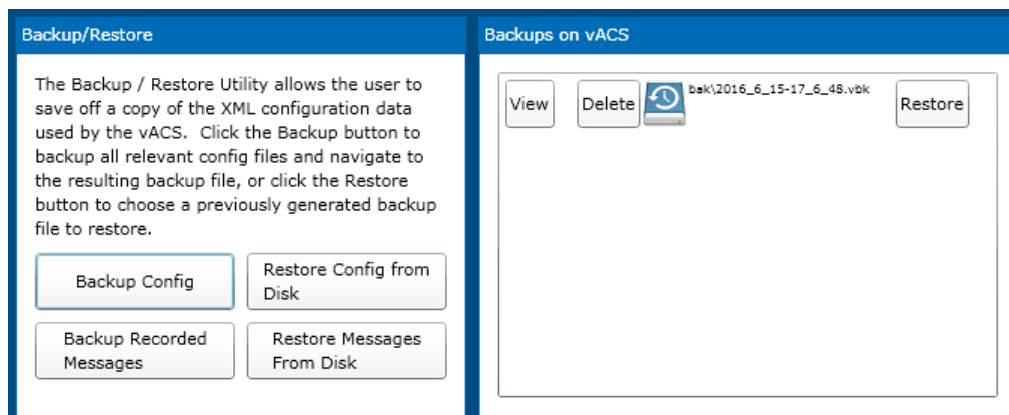 Backup/Restore
The Backup / Restore Utility allows the user to
save off a copy of the XML configuration data
used by the vACS.  Click the Backup button to
backup all relevant config files and navigate to
the resulting backup file, or click the Restore
button to choose a previously generated backup
file to restore.
Backup Config
Restore Config from
Disk
Backup Recorded
Messages
Restore Messages
From Disk
Backups on vACS
View
Delete
bak\2016_6_15-17_6_48.vbk
Restore